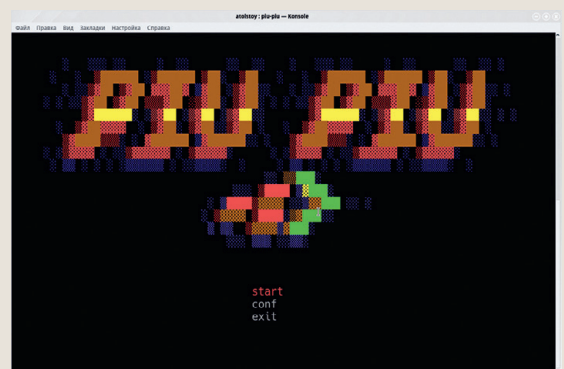 atolstoy : piu-piu — Konsole
Файл Правка Вид Закладки Настройка Справка
PIU PIU
start
conf
exit